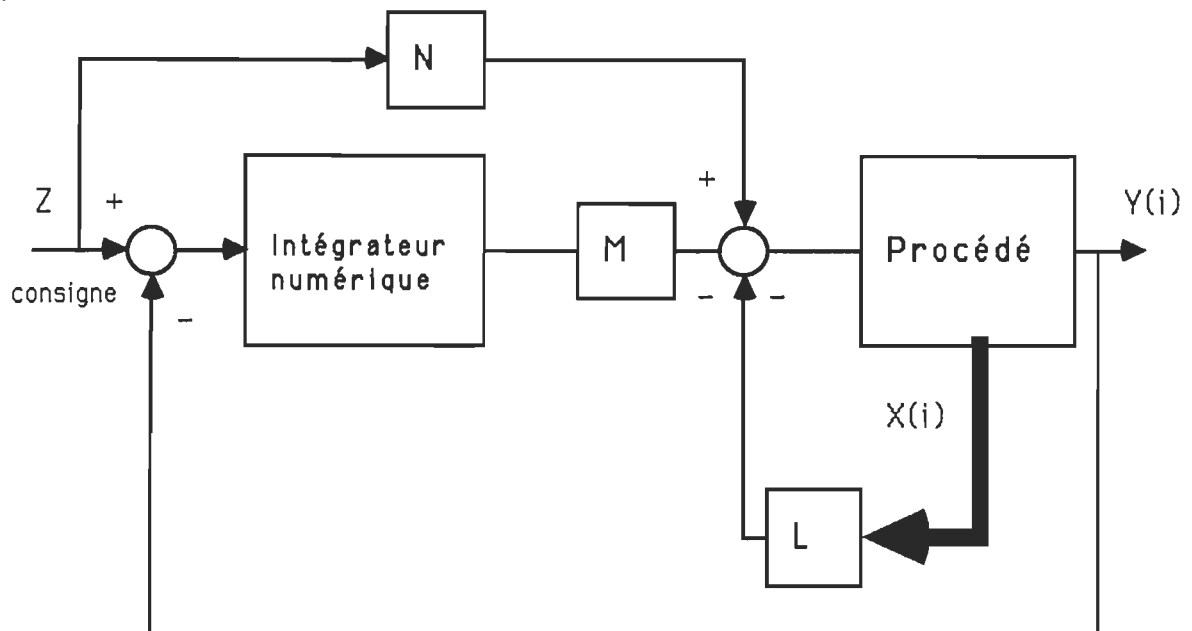 N
Z
+
consigne
-
Intégrateur
numérique
M
+
-
-
Procédé
Y(i)
X(i)
L